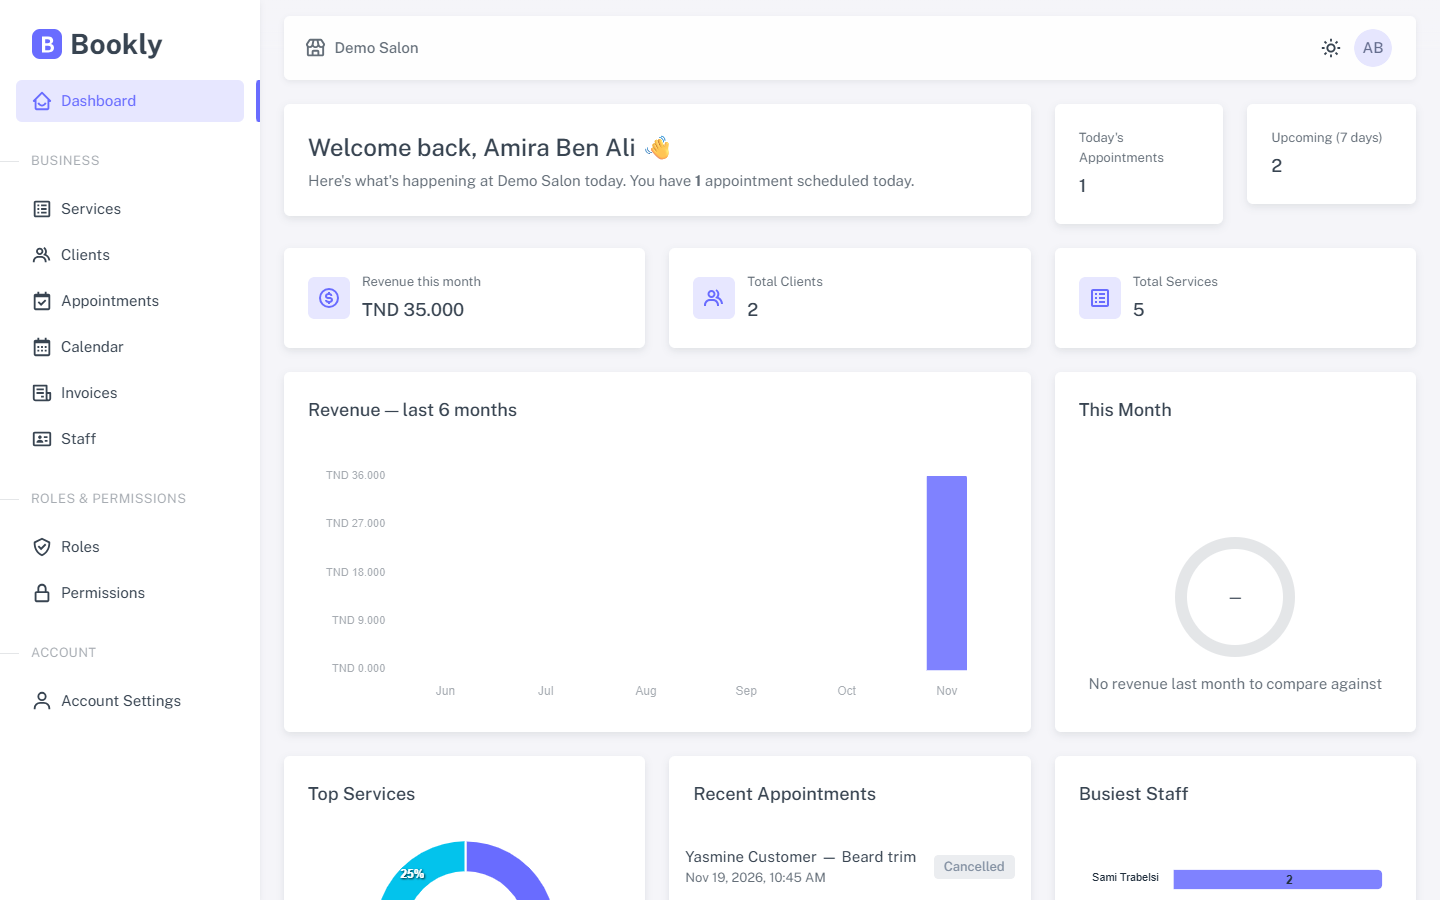 B Bookly
Dashboard
BUSINESS
Services
Clients
Appointments
Calendar
Invoices
Staff
ROLES & PERMISSIONS
Roles
Permissions
ACCOUNT
Account Settings
Demo Salon
AB
Welcome back, Amira Ben Ali 👋
Here's what's happening at Demo Salon today. You have 1 appointment scheduled today.
Today's
Appointments
1
Upcoming (7 days)
2
Revenue this month
TND 35.000
Total Clients
2
Total Services
5
Revenue — last 6 months
TND 36.000
TND 27.000
TND 18.000
TND 9.000
TND 0.000
Jun Jul Aug Sep Oct Nov
This Month
—
No revenue last month to compare against
Top Services
25%
Recent Appointments
Yasmine Customer — Beard trim
Nov 19, 2026, 10:45 AM
Cancelled
Busiest Staff
Sami Trabelsi
2